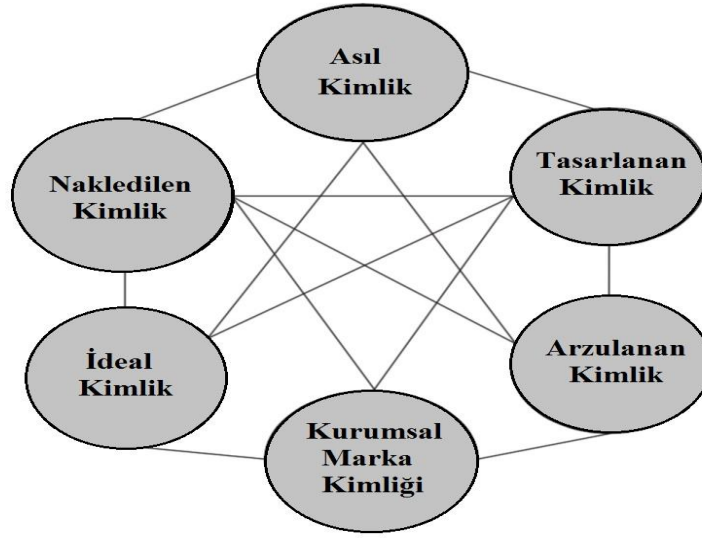 Asıl
Kimlik
Nakledilen
Kimlik
Tasarlanan
Kimlik
İdeal
Kimlik
Arzulanan
Kimlik
Kurumsal
Marka
Kimliği